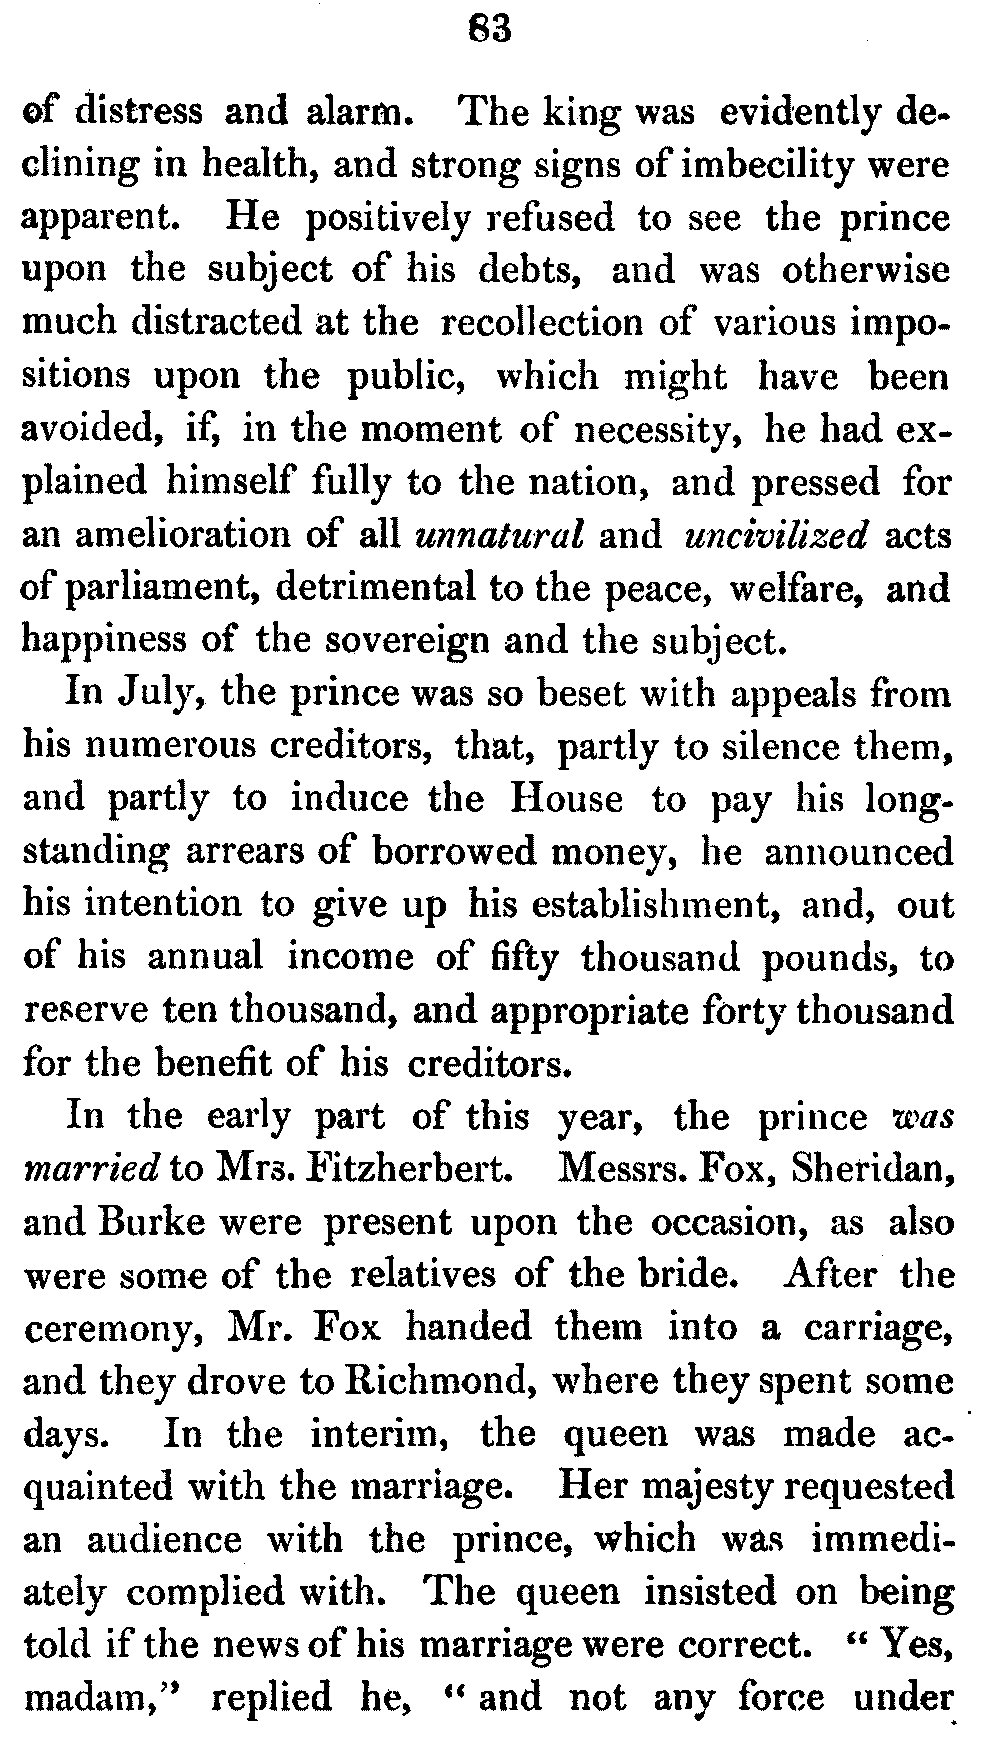 83
of distress and alarm. The king was evidently de-
clining in health, and strong signs of imbecility were
apparent. He positively refused to see the prince
upon the subject of his debts, and was otherwise
much distracted at the recollection of various impo-
sitions upon the public, which might have been
avoided, if, in the moment of necessity, he had ex-
plained himself fully to the nation, and pressed for
an amelioration of all unnatural and uncivilized acts
of parliament, detrimental to the peace, welfare, and
happiness of the sovereign and the subject.
In July, the prince was so beset with appeals from
his numerous creditors, that, partly to silence them,
and partly to induce the House to pay his long-
standing arrears of borrowed money, he announced
his intention to give up his establishment, and, out
of his annual income of fifty thousand pounds, to
reserve ten thousand, and appropriate forty thousand
for the benefit of his creditors.
In the early part of this year, the prince was
married to Mrs. Fitzherbert. Messrs. Fox, Sheridan,
and Burke were present upon the occasion, as also
were some of the relatives of the bride. After the
ceremony, Mr. Fox handed them into a carriage,
and they drove to Richmond, where they spent some
days. In the interim, the queen was made ac-
quainted with the marriage. Her majesty requested
an audience with the prince, which was immedi-
ately complied with. The queen insisted on being
told if the news of his marriage were correct. “ Yes,
madam,” replied he, “ and not any force under